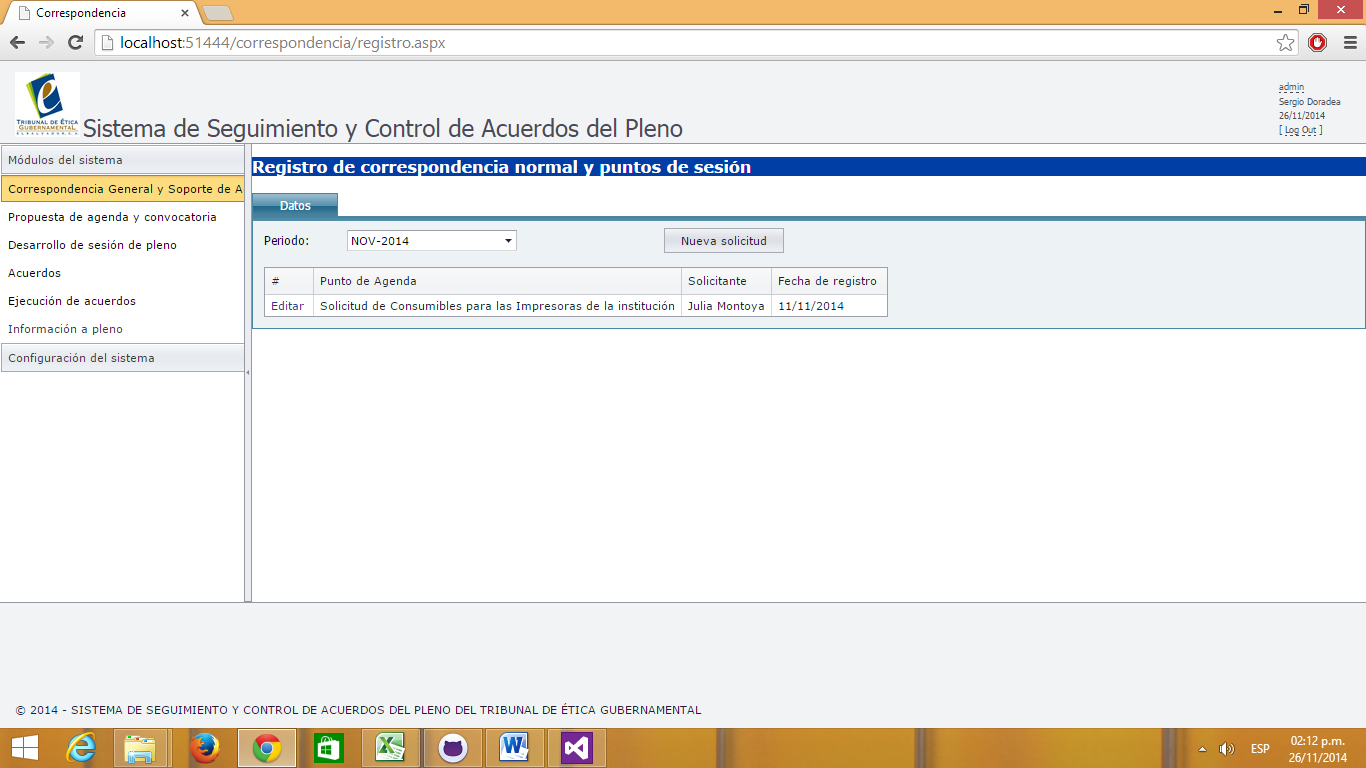 Correspondencia
localhost:51444/correspondencia/registro.aspx
TRIBUNAL DE ÉTICA
GUBERNAMENTAL
Sistema de Seguimiento y Control de Acuerdos del Pleno
admin
Sergio Doradea
26/11/2014
[ Log Out ]
Módulos del sistema
Correspondencia General y Soporte de A
Propuesta de agenda y convocatoria
Desarrollo de sesión de pleno
Acuerdos
Ejecución de acuerdos
Información a pleno
Configuración del sistema
Registro de correspondencia normal y puntos de sesión
Datos
Periodo: NOV-2014 Nueva solicitud
# Punto de Agenda Solicitante Fecha de registro
Editar Solicitud de Consumibles para las Impresoras de la institución Julia Montoya 11/11/2014
© 2014 - SISTEMA DE SEGUIMIENTO Y CONTROL DE ACUERDOS DEL PLENO DEL TRIBUNAL DE ÉTICA GUBERNAMENTAL
ESP
02:12 p.m.
26/11/2014